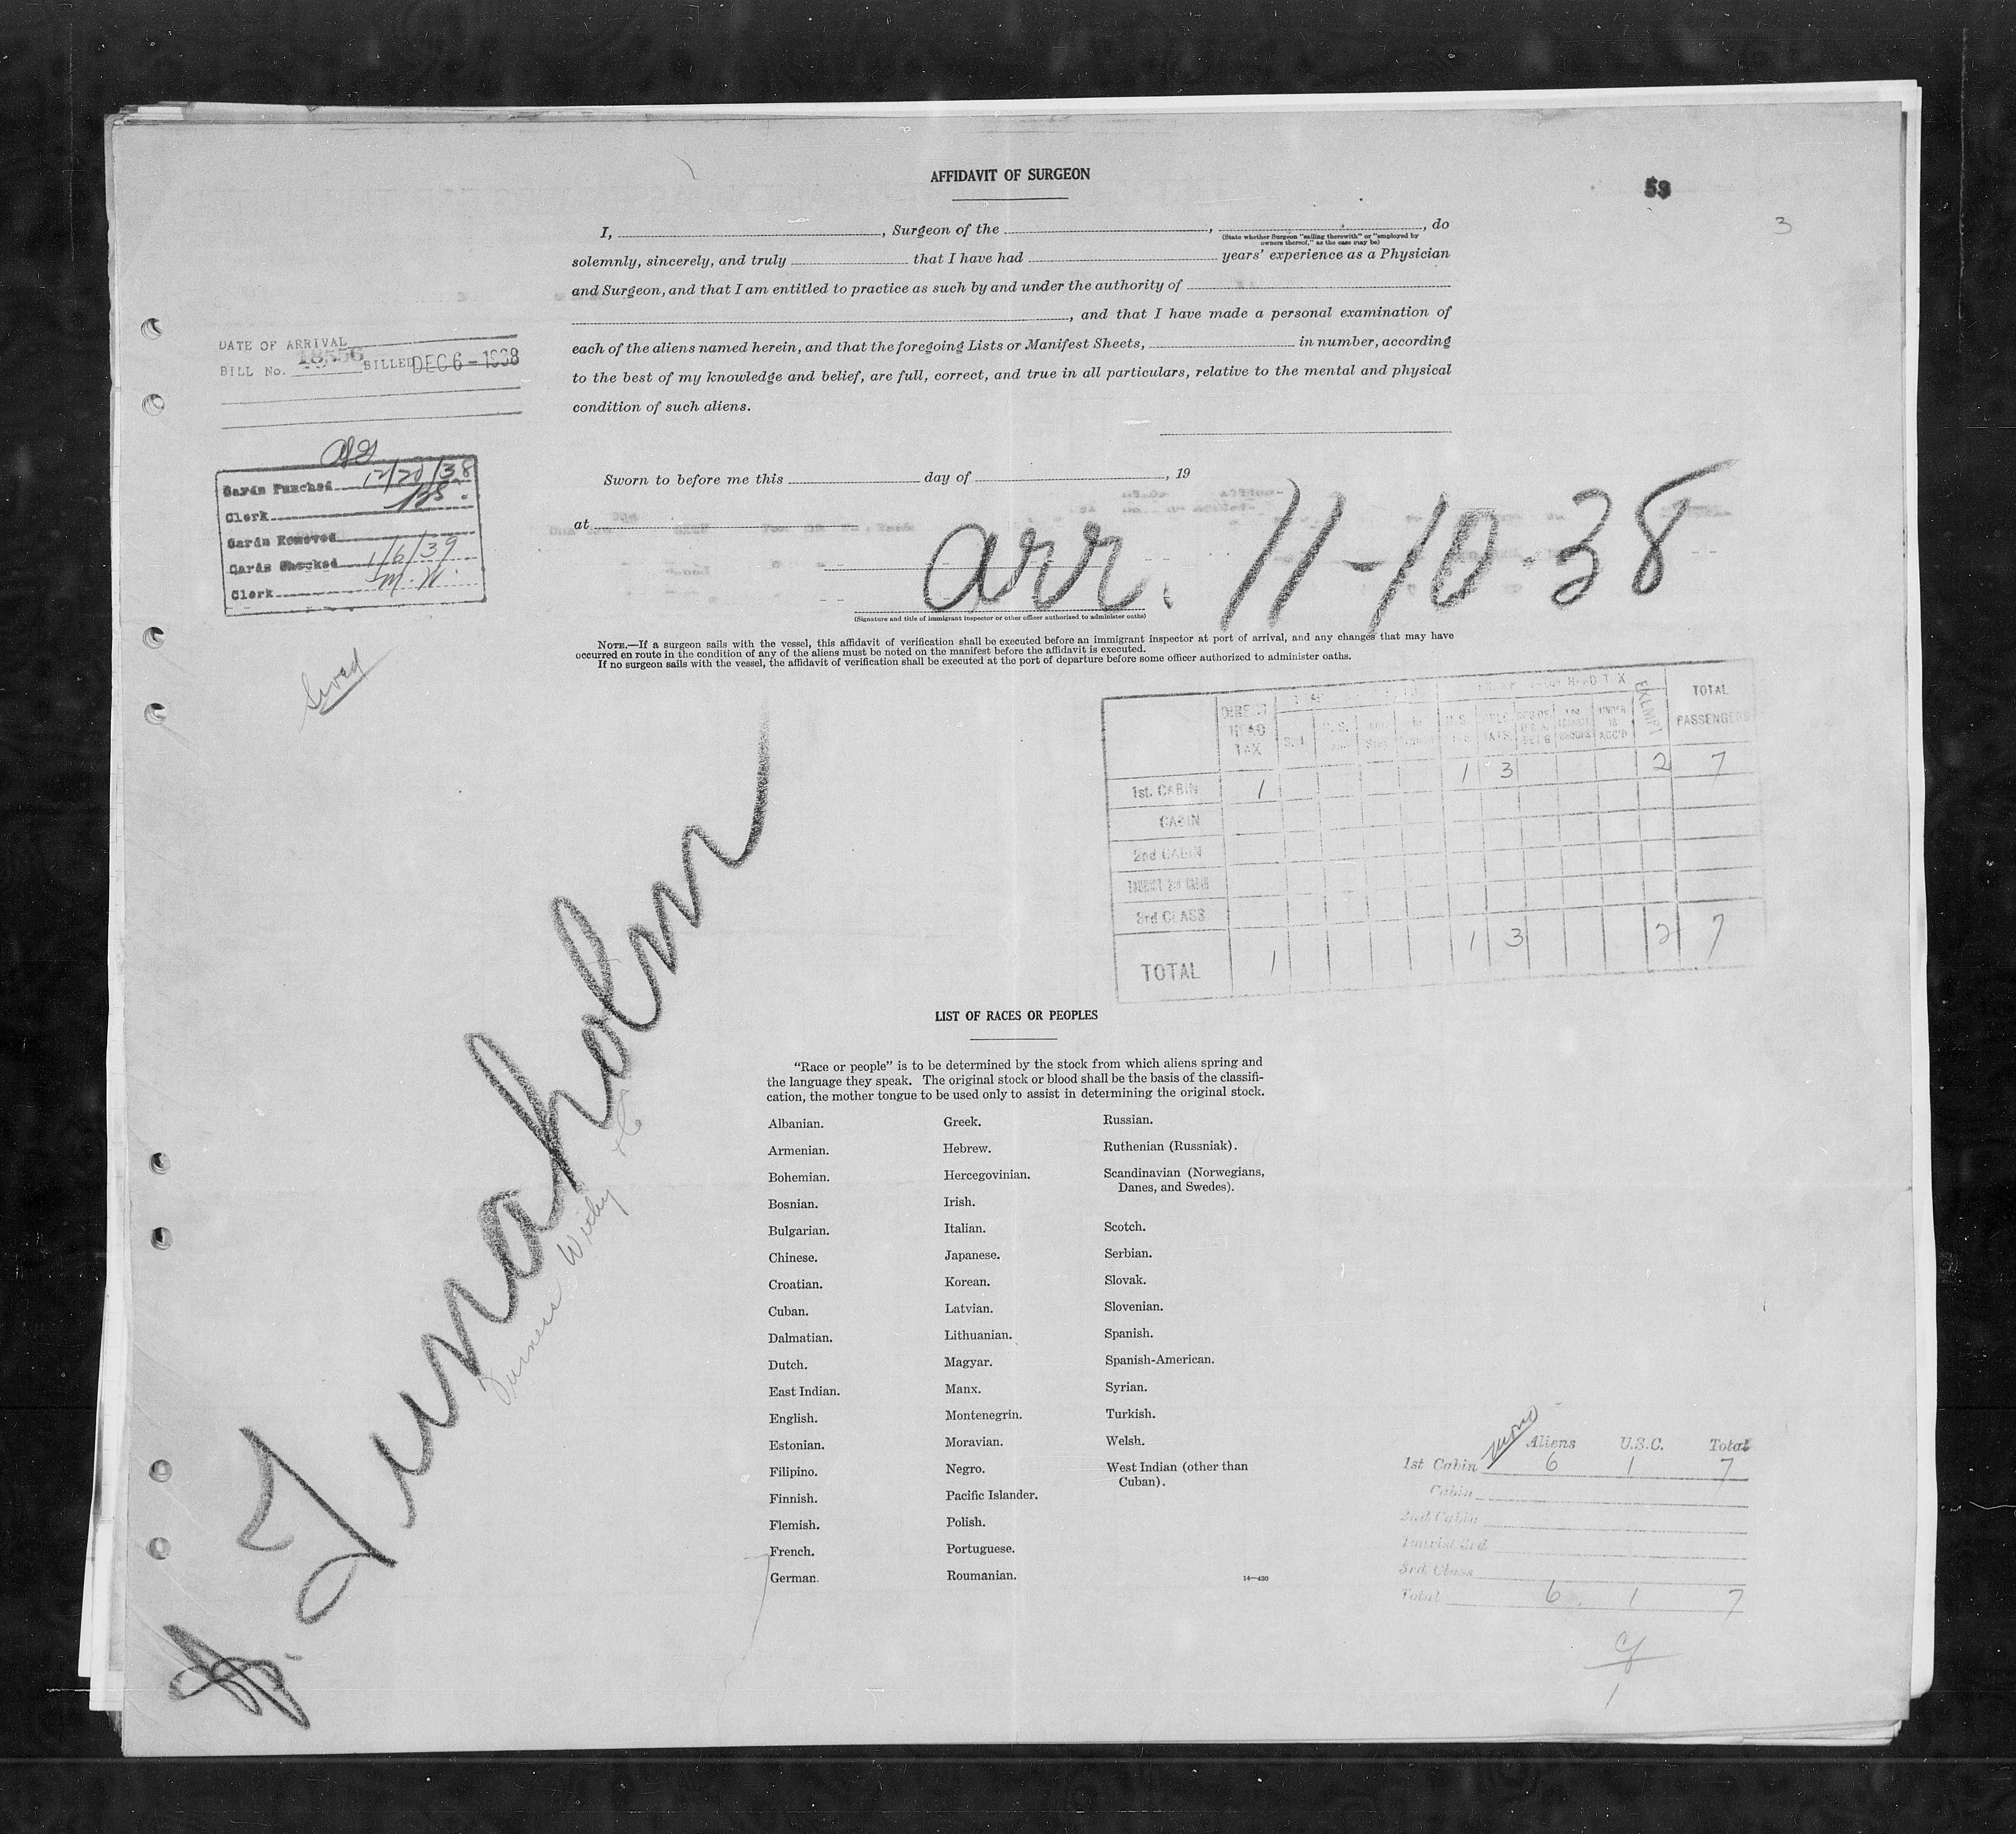 AFFIDAVIT OF SURGEON
53
3
I, , Surgeon of the , , do
(State whether Surgeon "sailing therewith" or "employed by
owners thereof," as the case may be)
solemnly, sincerely, and truly that I have had years' experience as a Physician
and Surgeon, and that I am entitled to practice as such by and under the authority of
, and that I have made a personal examination of
each of the aliens named herein, and that the foregoing Lists or Manifest Sheets, in number, according
to the best of my knowledge and belief, are full, correct, and true in all particulars, relative to the mental and physical
condition of such aliens.
DATE OF ARRIVAL
BILL No. 18556 BILLED DEC 6 - 1938
Cards Punched 12/20/38
Clerk
Cards Removed
Cards Checked 1/6/39
Clerk M.W.
Sworn to before me this day of , 19
at
arr. 11-10-38
(Signature and title of immigrant inspector or other officer authorized to administer oaths)
NOTE.—If a surgeon sails with the vessel, this affidavit of verification shall be executed before an immigrant inspector at port of arrival, and any changes that may have
occurred en route in the condition of any of the aliens must be noted on the manifest before the affidavit is executed.
If no surgeon sails with the vessel, the affidavit of verification shall be executed at the port of departure before some officer authorized to administer oaths.
DIRECT HEAD TAX
HEAD TAX
EXEMPT
TOTAL PASSENGERS
1st. CABIN 1 1 3 2 7
CABIN
2nd CABIN
TOURIST 3rd CABIN
3rd CLASS
TOTAL 1 1 3 2 7
LIST OF RACES OR PEOPLES
"Race or people" is to be determined by the stock from which aliens spring and
the language they speak. The original stock or blood shall be the basis of the classifi-
cation, the mother tongue to be used only to assist in determining the original stock.
Albanian.
Armenian.
Bohemian.
Bosnian.
Bulgarian.
Chinese.
Croatian.
Cuban.
Dalmatian.
Dutch.
East Indian.
English.
Estonian.
Filipino.
Finnish.
Flemish.
French.
German.
Greek.
Hebrew.
Hercegovinian.
Irish.
Italian.
Japanese.
Korean.
Latvian.
Lithuanian.
Magyar.
Manx.
Montenegrin.
Moravian.
Negro.
Pacific Islander.
Polish.
Portuguese.
Roumanian.
Russian.
Ruthenian (Russniak).
Scandinavian (Norwegians,
Danes, and Swedes).
Scotch.
Serbian.
Slovak.
Slovenian.
Spanish.
Spanish-American.
Syrian.
Turkish.
Welsh.
West Indian (other than
Cuban).
14—430
Turnaholm
Aliens U.S.C. Total
1st Cabin 6 1 7
Cabin
2nd Cabin
Tourist 3rd
3rd Class
Total 6 1 7